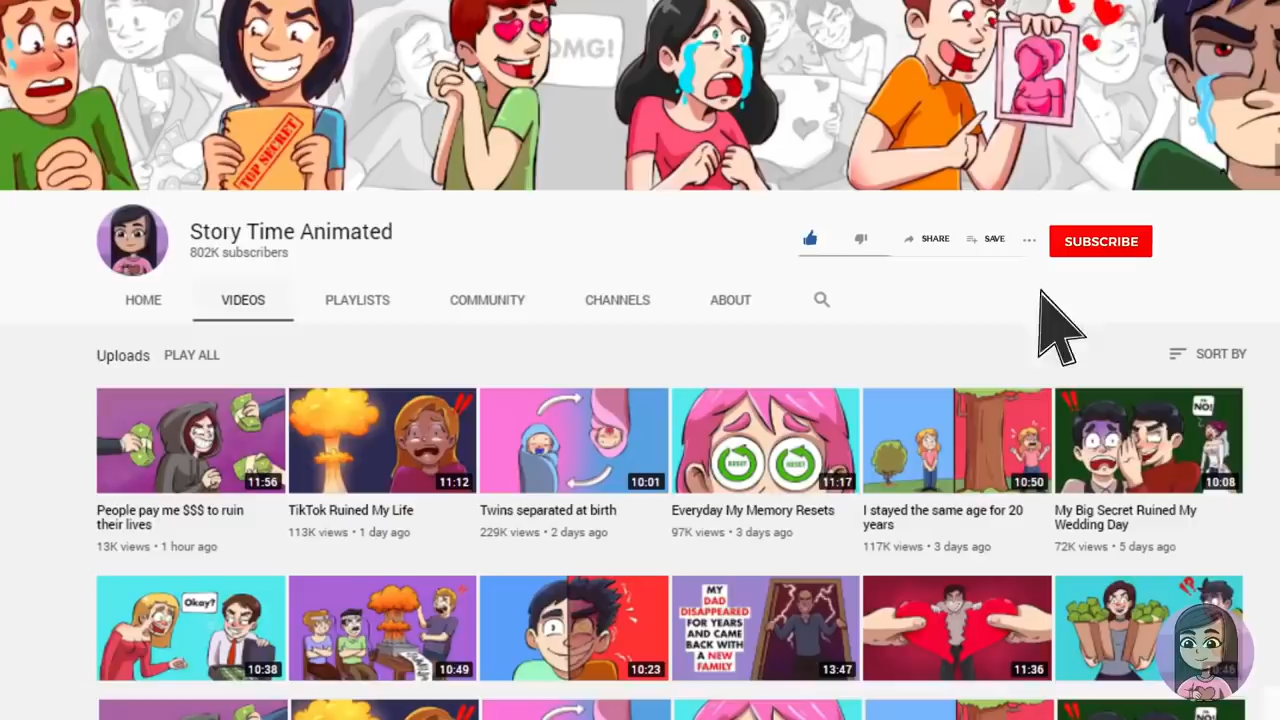 OMG!
TOP SECRET
Story Time Animated
802K subscribers
SHARE
SAVE
SUBSCRIBE
HOME
VIDEOS
PLAYLISTS
COMMUNITY
CHANNELS
ABOUT
Uploads
PLAY ALL
SORT BY
RESET
RESET
NO!
11:56
11:12
10:01
11:17
10:50
10:08
People pay me $$$ to ruin
their lives
13K views • 1 hour ago
TikTok Ruined My Life
113K views • 1 day ago
Twins separated at birth
229K views • 2 days ago
Everyday My Memory Resets
97K views • 3 days ago
I stayed the same age for 20
years
117K views • 3 days ago
My Big Secret Ruined My
Wedding Day
72K views • 5 days ago
Okay?
10:38
10:49
10:23
MY
DAD
DISAPPEARED
FOR YEARS
AND CAME
BACK WITH
A NEW
FAMILY
13:47
11:36
NO!